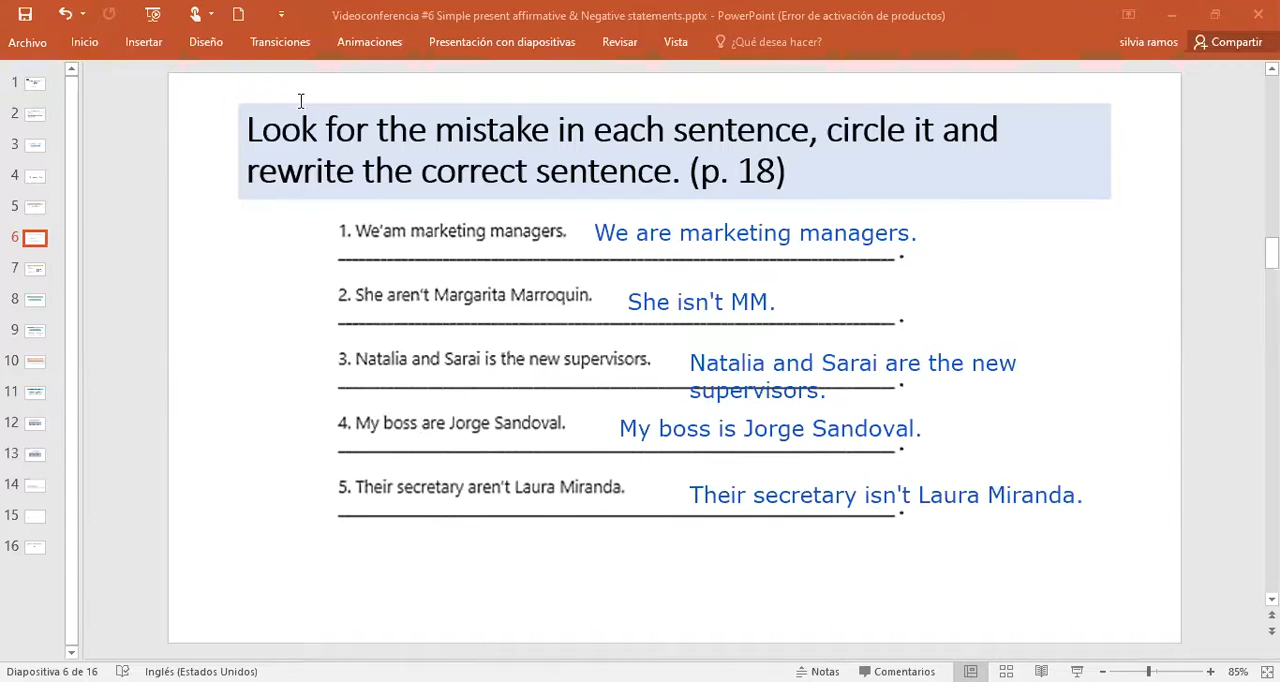 Videoconferencia #6 Simple present affirmative & Negative statements.pptx - PowerPoint (Error de activación de productos)
Archivo Inicio Insertar Diseño Transiciones Animaciones Presentación con diapositivas Revisar Vista ¿Qué desea hacer? silvia ramos Compartir
1
2
3
4
5
6
7
8
9
10
11
12
13
14
15
16
Look for the mistake in each sentence, circle it and
rewrite the correct sentence. (p. 18)
1. We'am marketing managers. We are marketing managers.
2. She aren't Margarita Marroquin. She isn't MM.
3. Natalia and Sarai is the new supervisors. Natalia and Sarai are the new
supervisors.
4. My boss are Jorge Sandoval. My boss is Jorge Sandoval.
5. Their secretary aren't Laura Miranda. Their secretary isn't Laura Miranda.
Diapositiva 6 de 16 Inglés (Estados Unidos) Notas Comentarios 85%